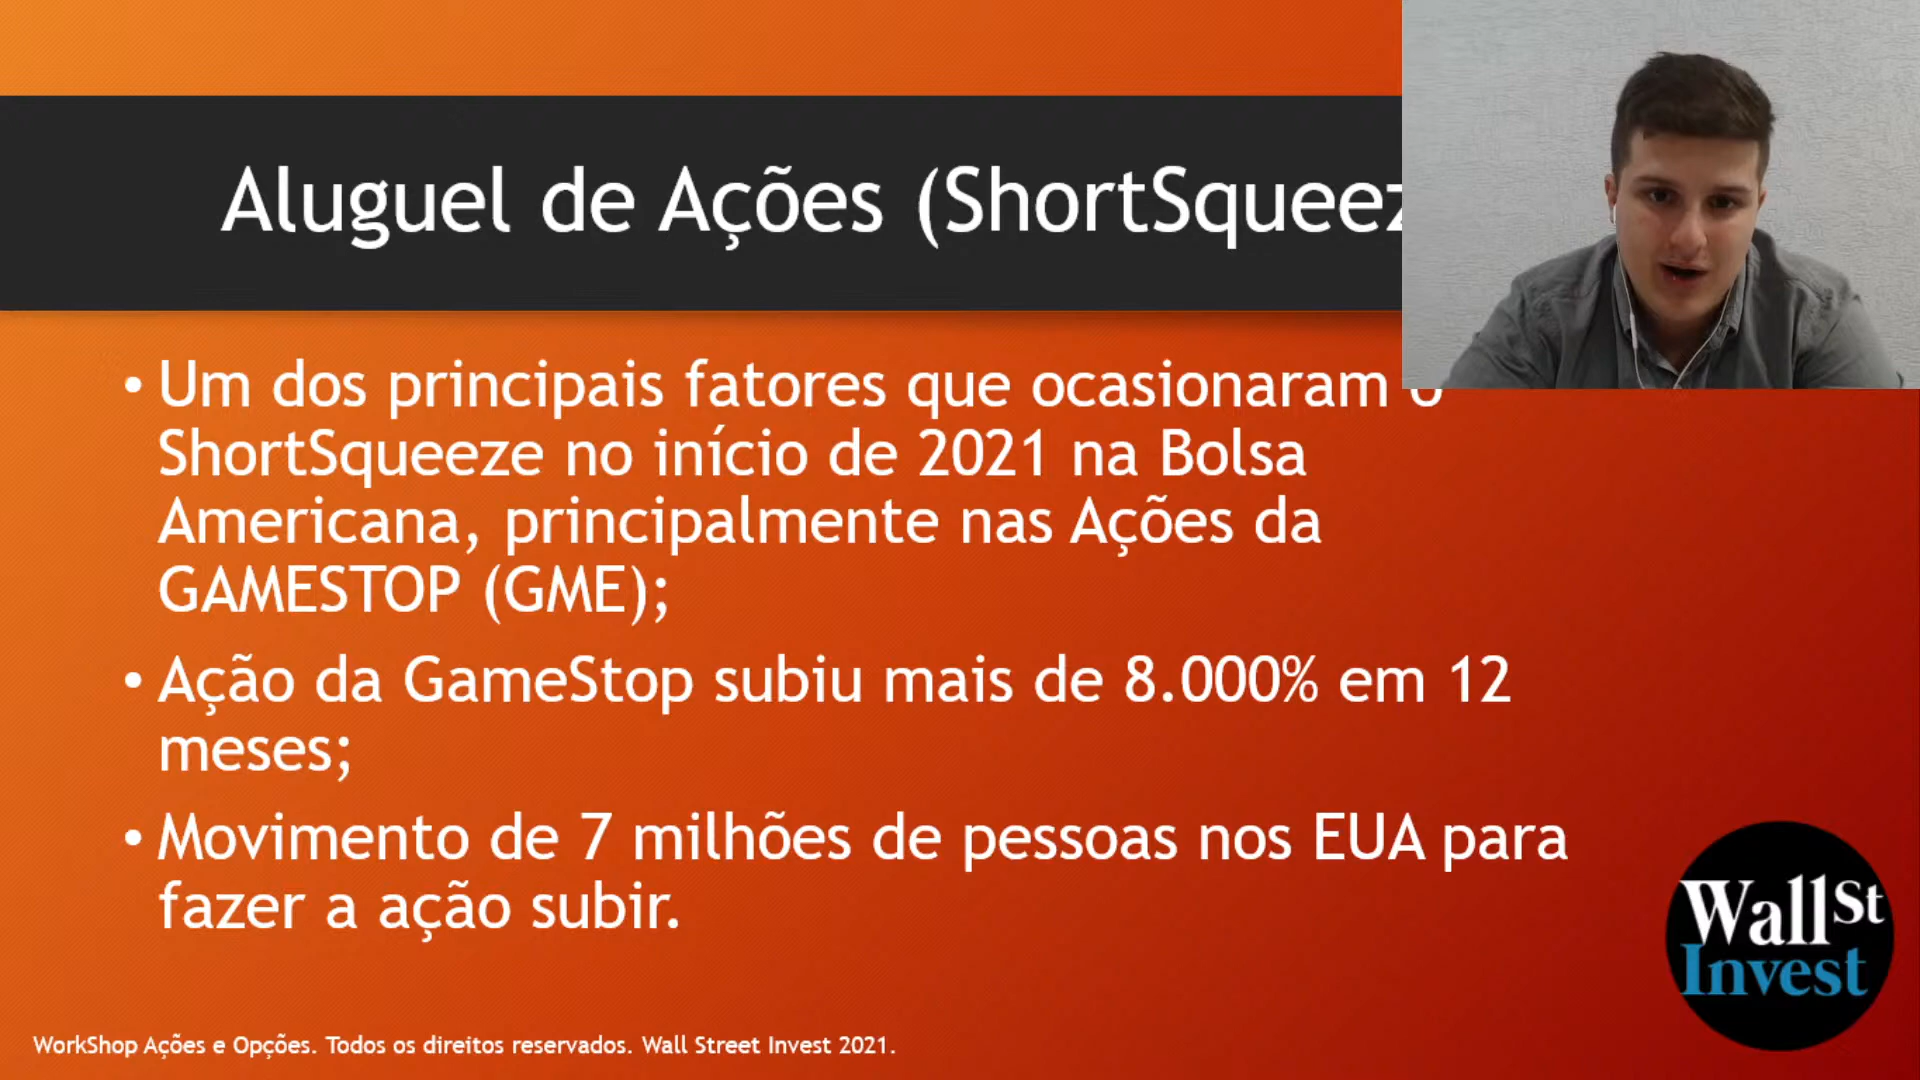 Aluguel de Ações (ShortSqueez
• Um dos principais fatores que ocasionaram o
ShortSqueeze no início de 2021 na Bolsa
Americana, principalmente nas Ações da
GAMESTOP (GME);
• Ação da GameStop subiu mais de 8.000% em 12
meses;
• Movimento de 7 milhões de pessoas nos EUA para
fazer a ação subir.
WallSt
Invest
WorkShop Ações e Opções. Todos os direitos reservados. Wall Street Invest 2021.